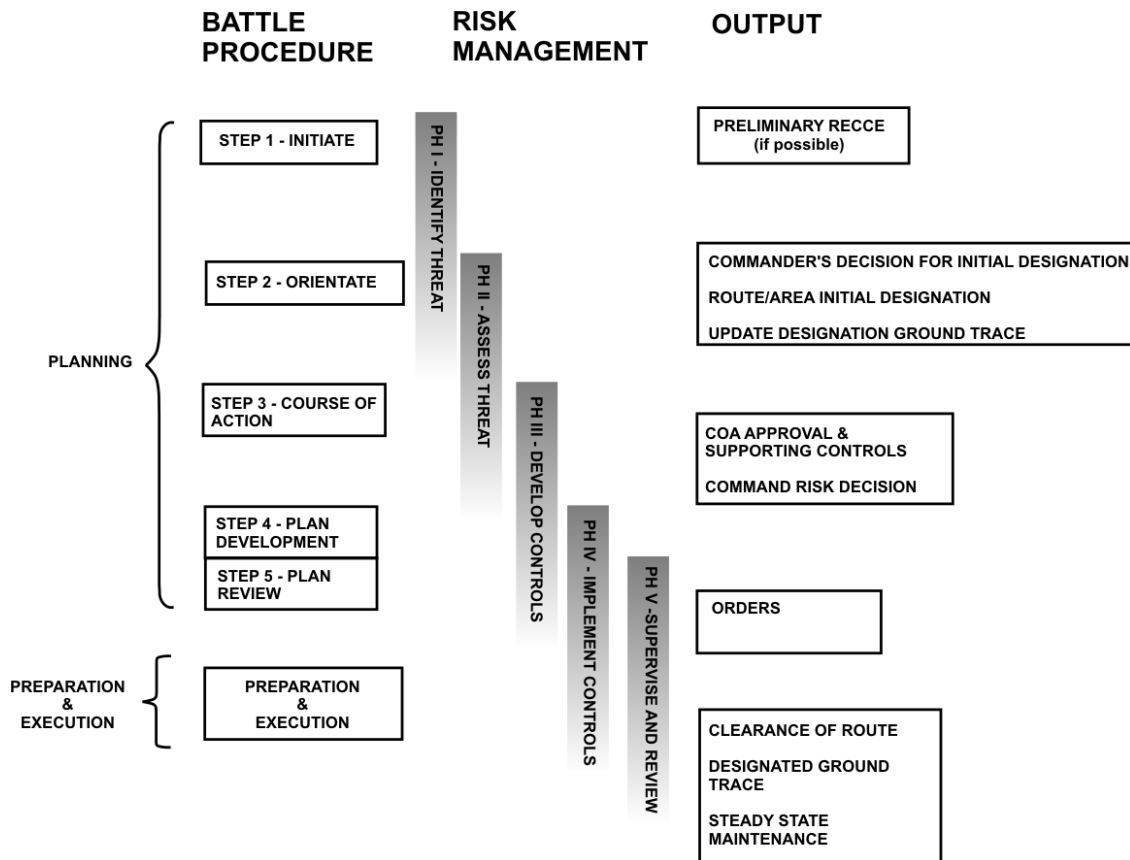 BATTLE
PROCEDURE
RISK
MANAGEMENT
OUTPUT
PLANNING
STEP 1 - INITIATE
STEP 2 - ORIENTATE
STEP 3 - COURSE OF
ACTION
STEP 4 - PLAN
DEVELOPMENT
STEP 5 - PLAN
REVIEW
PREPARATION
&
EXECUTION
PREPARATION
&
EXECUTION
PH I - IDENTIFY THREAT
PH II - ASSESS THREAT
PH III - DEVELOP CONTROLS
PH IV - IMPLEMENT CONTROLS
PH V -SUPERVISE AND REVIEW
PRELIMINARY RECCE
(if possible)
COMMANDER'S DECISION FOR INITIAL DESIGNATION
ROUTE/AREA INITIAL DESIGNATION
UPDATE DESIGNATION GROUND TRACE
COA APPROVAL &
SUPPORTING CONTROLS
COMMAND RISK DECISION
ORDERS
CLEARANCE OF ROUTE
DESIGNATED GROUND
TRACE
STEADY STATE
MAINTENANCE